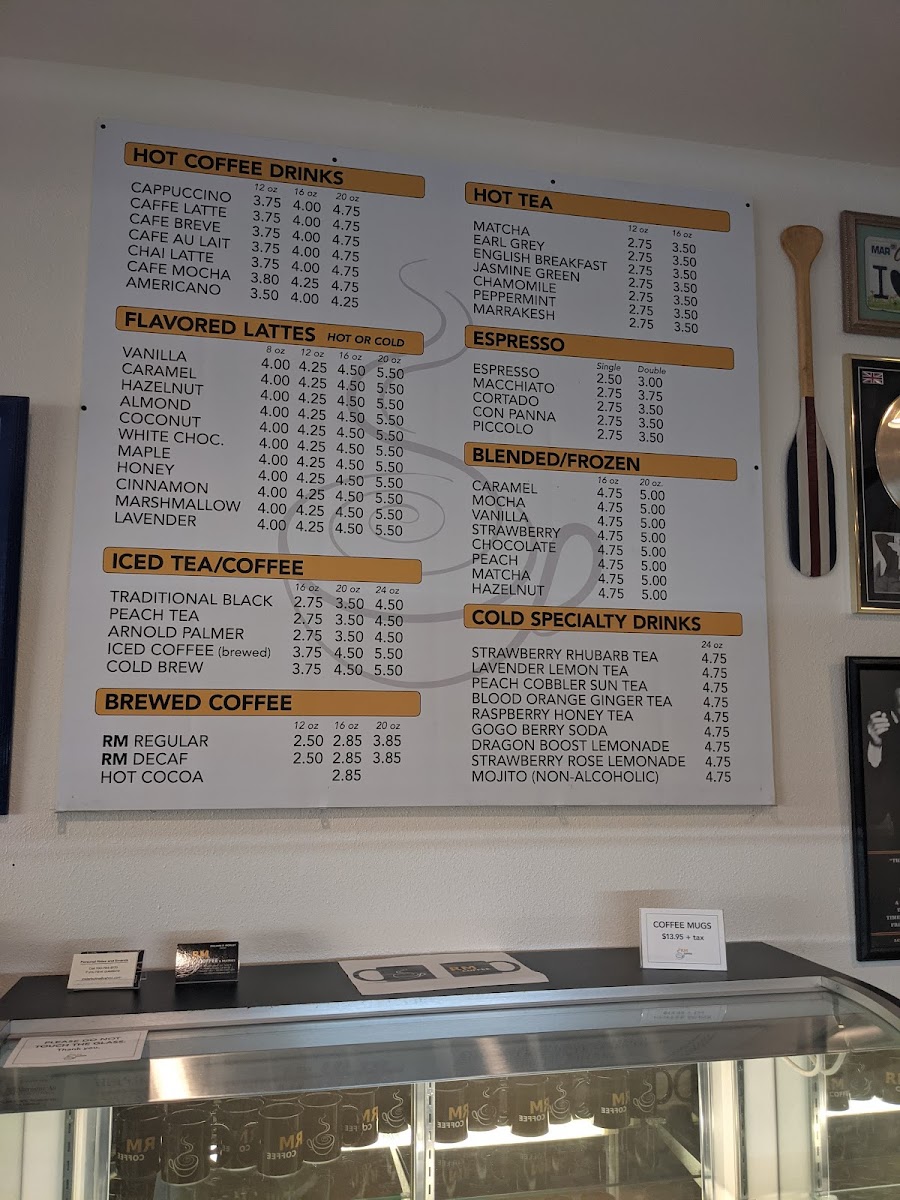 HOT COFFEE DRINKS
12 oz 16 oz 20 oz
CAPPUCCINO 3.75 4.00 4.75
CAFFE LATTE 3.75 4.00 4.75
CAFE BREVE 3.75 4.00 4.75
CAFE AU LAIT 3.75 4.00 4.75
CHAI LATTE 3.75 4.00 4.75
CAFE MOCHA 3.80 4.25 4.75
AMERICANO 3.50 4.00 4.25
FLAVORED LATTES HOT OR COLD
8 oz 12 oz 16 oz 20 oz
VANILLA 4.00 4.25 4.50 5.50
CARAMEL 4.00 4.25 4.50 5.50
HAZELNUT 4.00 4.25 4.50 5.50
ALMOND 4.00 4.25 4.50 5.50
COCONUT 4.00 4.25 4.50 5.50
WHITE CHOC. 4.00 4.25 4.50 5.50
MAPLE 4.00 4.25 4.50 5.50
HONEY 4.00 4.25 4.50 5.50
CINNAMON 4.00 4.25 4.50 5.50
MARSHMALLOW 4.00 4.25 4.50 5.50
LAVENDER 4.00 4.25 4.50 5.50
ICED TEA/COFFEE
16 oz 20 oz 24 oz
TRADITIONAL BLACK 2.75 3.50 4.50
PEACH TEA 2.75 3.50 4.50
ARNOLD PALMER 2.75 3.50 4.50
ICED COFFEE (brewed) 3.75 4.50 5.50
COLD BREW 3.75 4.50 5.50
BREWED COFFEE
12 oz 16 oz 20 oz
RM REGULAR 2.50 2.85 3.85
RM DECAF 2.50 2.85 3.85
HOT COCOA 2.85
HOT TEA
12 oz 16 oz
MATCHA 2.75 3.50
EARL GREY 2.75 3.50
ENGLISH BREAKFAST 2.75 3.50
JASMINE GREEN 2.75 3.50
CHAMOMILE 2.75 3.50
PEPPERMINT 2.75 3.50
MARRAKESH 2.75 3.50
ESPRESSO
Single Double
ESPRESSO 2.50 3.00
MACCHIATO 2.75 3.75
CORTADO 2.75 3.50
CON PANNA 2.75 3.50
PICCOLO 2.75 3.50
BLENDED/FROZEN
16 oz 20 oz.
CARAMEL 4.75 5.00
MOCHA 4.75 5.00
VANILLA 4.75 5.00
STRAWBERRY 4.75 5.00
CHOCOLATE 4.75 5.00
PEACH 4.75 5.00
MATCHA 4.75 5.00
HAZELNUT 4.75 5.00
COLD SPECIALTY DRINKS
24 oz
STRAWBERRY RHUBARB TEA 4.75
LAVENDER LEMON TEA 4.75
PEACH COBBLER SUN TEA 4.75
BLOOD ORANGE GINGER TEA 4.75
RASPBERRY HONEY TEA 4.75
GOGO BERRY SODA 4.75
DRAGON BOOST LEMONADE 4.75
STRAWBERRY ROSE LEMONADE 4.75
MOJITO (NON-ALCOHOLIC) 4.75
MAR
I
COFFEE MUGS
$13.95 + tax
RM
RM
PLEASE DO NOT
TOUCH THE GLASS.
Thank you.
RM
COFFEE
RM
COFFEE
RM
COFFEE